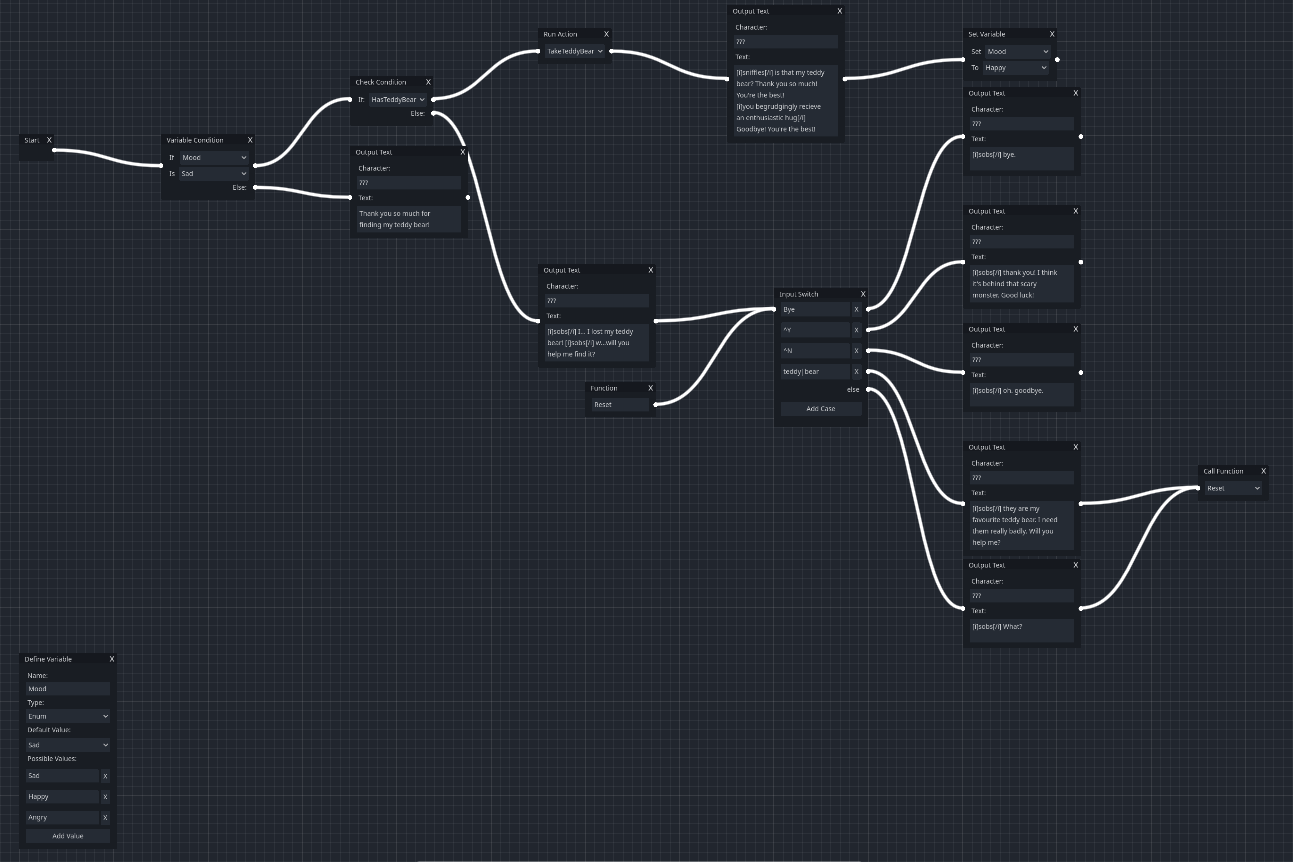 Start X
Variable Condition X
If Mood
Is Sad
Else:
Check Condition X
If: HasTeddyBear
Else:
Output Text X
Character:
???
Text:
Thank you so much for
finding my teddy bear!
Run Action X
TakeTeddyBear
Output Text X
Character:
???
Text:
[i]sniffles[/i] is that my teddy
bear? Thank you so much!
You're the best!
[i]you begrudgingly recieve
an enthusiastic hug[/i]
Goodbye! You're the best!
Set Variable X
Set Mood
To Happy
Output Text X
Character:
???
Text:
[i]sobs[/i] I... I lost my teddy
bear! [i]sobs[/i] w...will you
help me find it?
Function X
Reset
Input Switch X
Bye X
^Y X
^N X
teddy|bear X
else
Add Case
Output Text X
Character:
???
Text:
[i]sobs[/i] bye.
Output Text X
Character:
???
Text:
[i]sobs[/i] thank you! I think
it's behind that scary
monster. Good luck!
Output Text X
Character:
???
Text:
[i]sobs[/i] oh. goodbye.
Output Text X
Character:
???
Text:
[i]sobs[/i] they are my
favourite teddy bear. I need
them really badly. Will you
help me?
Output Text X
Character:
???
Text:
[i]sobs[/i] What?
Call Function X
Reset
Define Variable X
Name:
Mood
Type:
Enum
Default Value:
Sad
Possible Values:
Sad X
Happy X
Angry X
Add Value